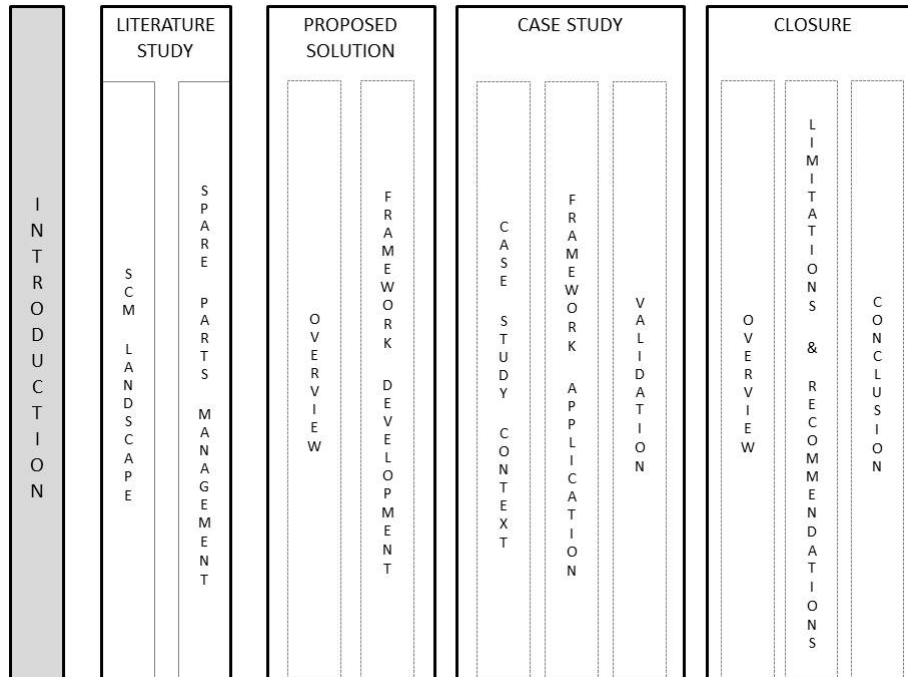 INTRODUCTION
LITERATURE
STUDY
SCM LANDSCAPE
SPARE PARTS MANAGEMENT
PROPOSED
SOLUTION
OVERVIEW
FRAMEWORK DEVELOPMENT
CASE STUDY
CASE STUDY CONTEXT
FRAMEWORK APPLICATION
VALIDATION
CLOSURE
OVERVIEW
LIMITATIONS & RECOMMENDATIONS
CONCLUSION